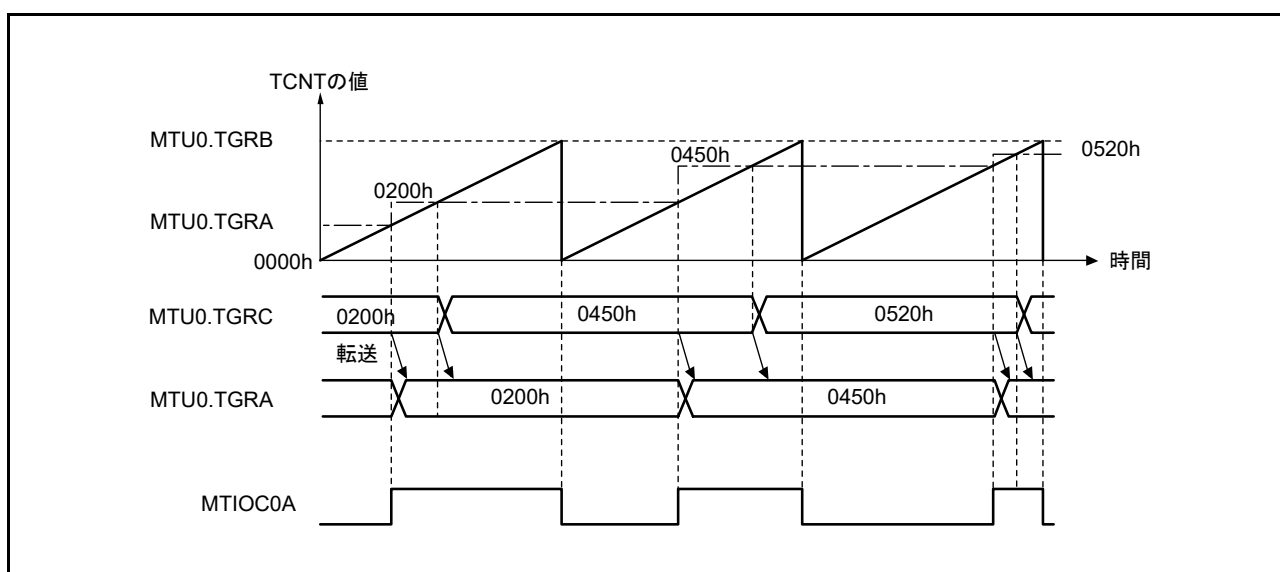 TCNTの値
MTU0.TGRB
0520h
0450h
0200h
MTU0.TGRA
0000h
時間
MTU0.TGRC
0200h
0450h
0520h
転送
MTU0.TGRA
0200h
0450h
MTIOC0A